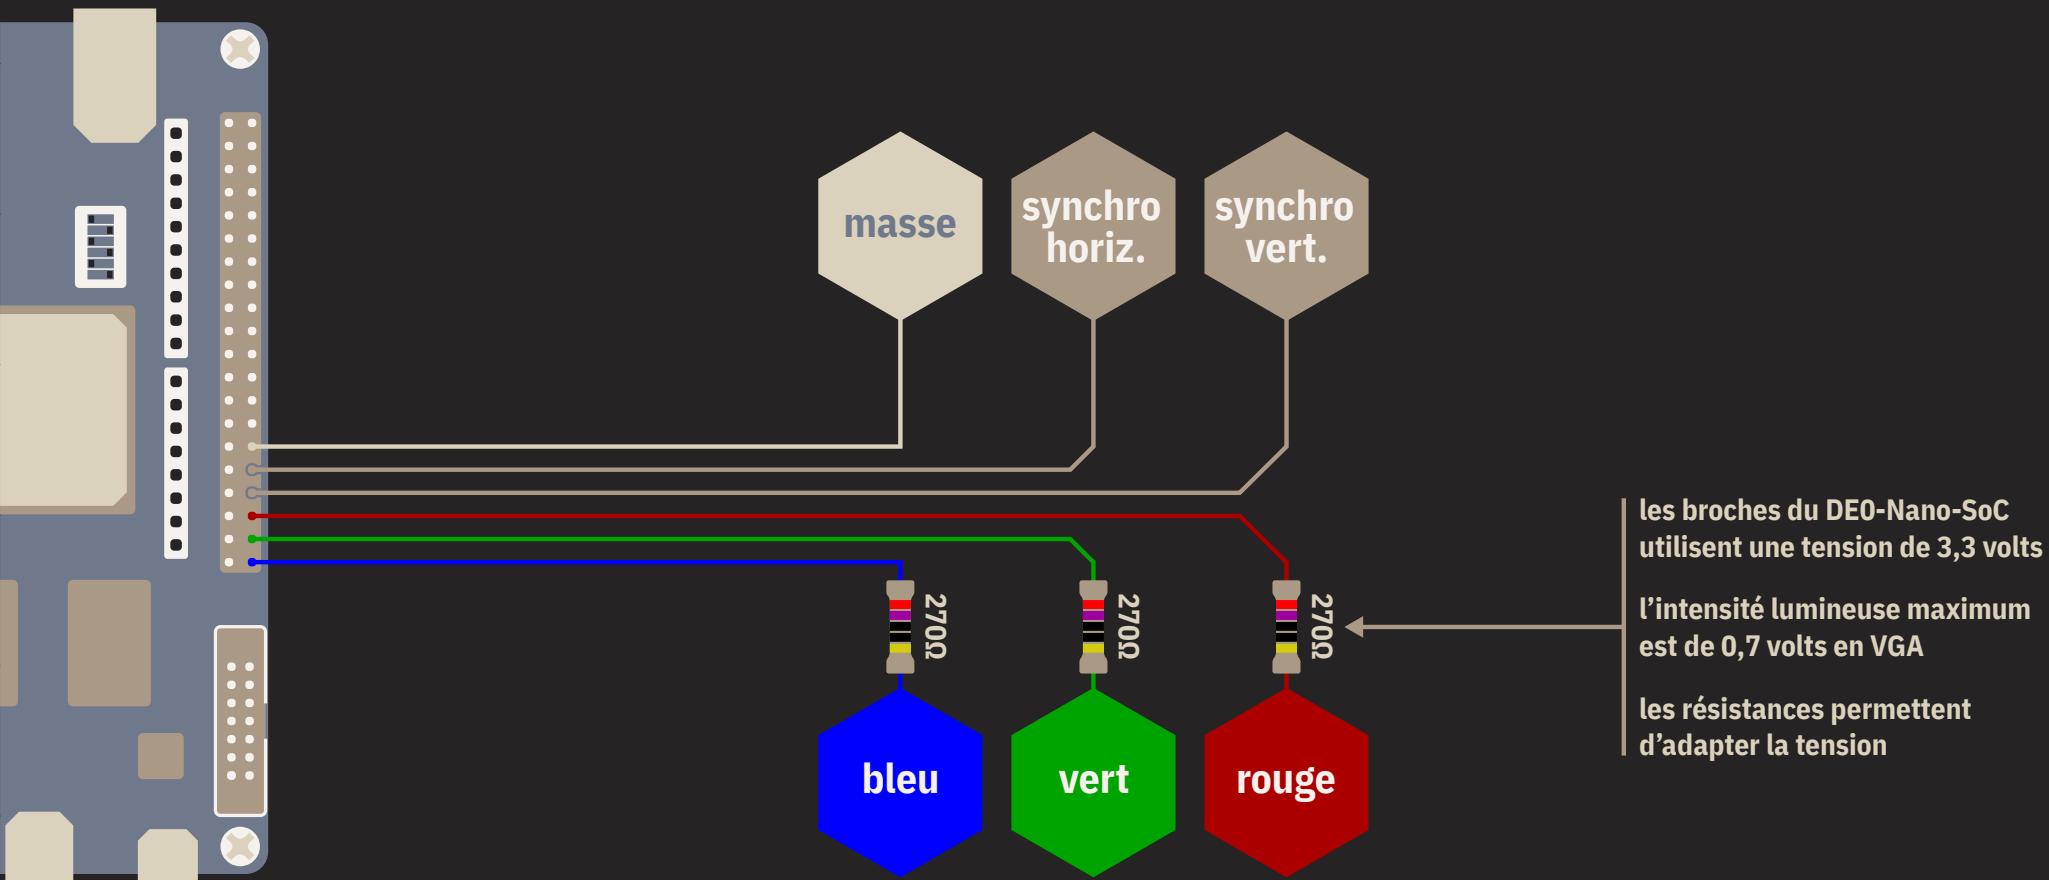 masse
synchro
horiz.
synchro
vert.
270Ω
270Ω
270Ω
bleu
vert
rouge
les broches du DE0-Nano-SoC
utilisent une tension de 3,3 volts
l’intensité lumineuse maximum
est de 0,7 volts en VGA
les résistances permettent
d’adapter la tension